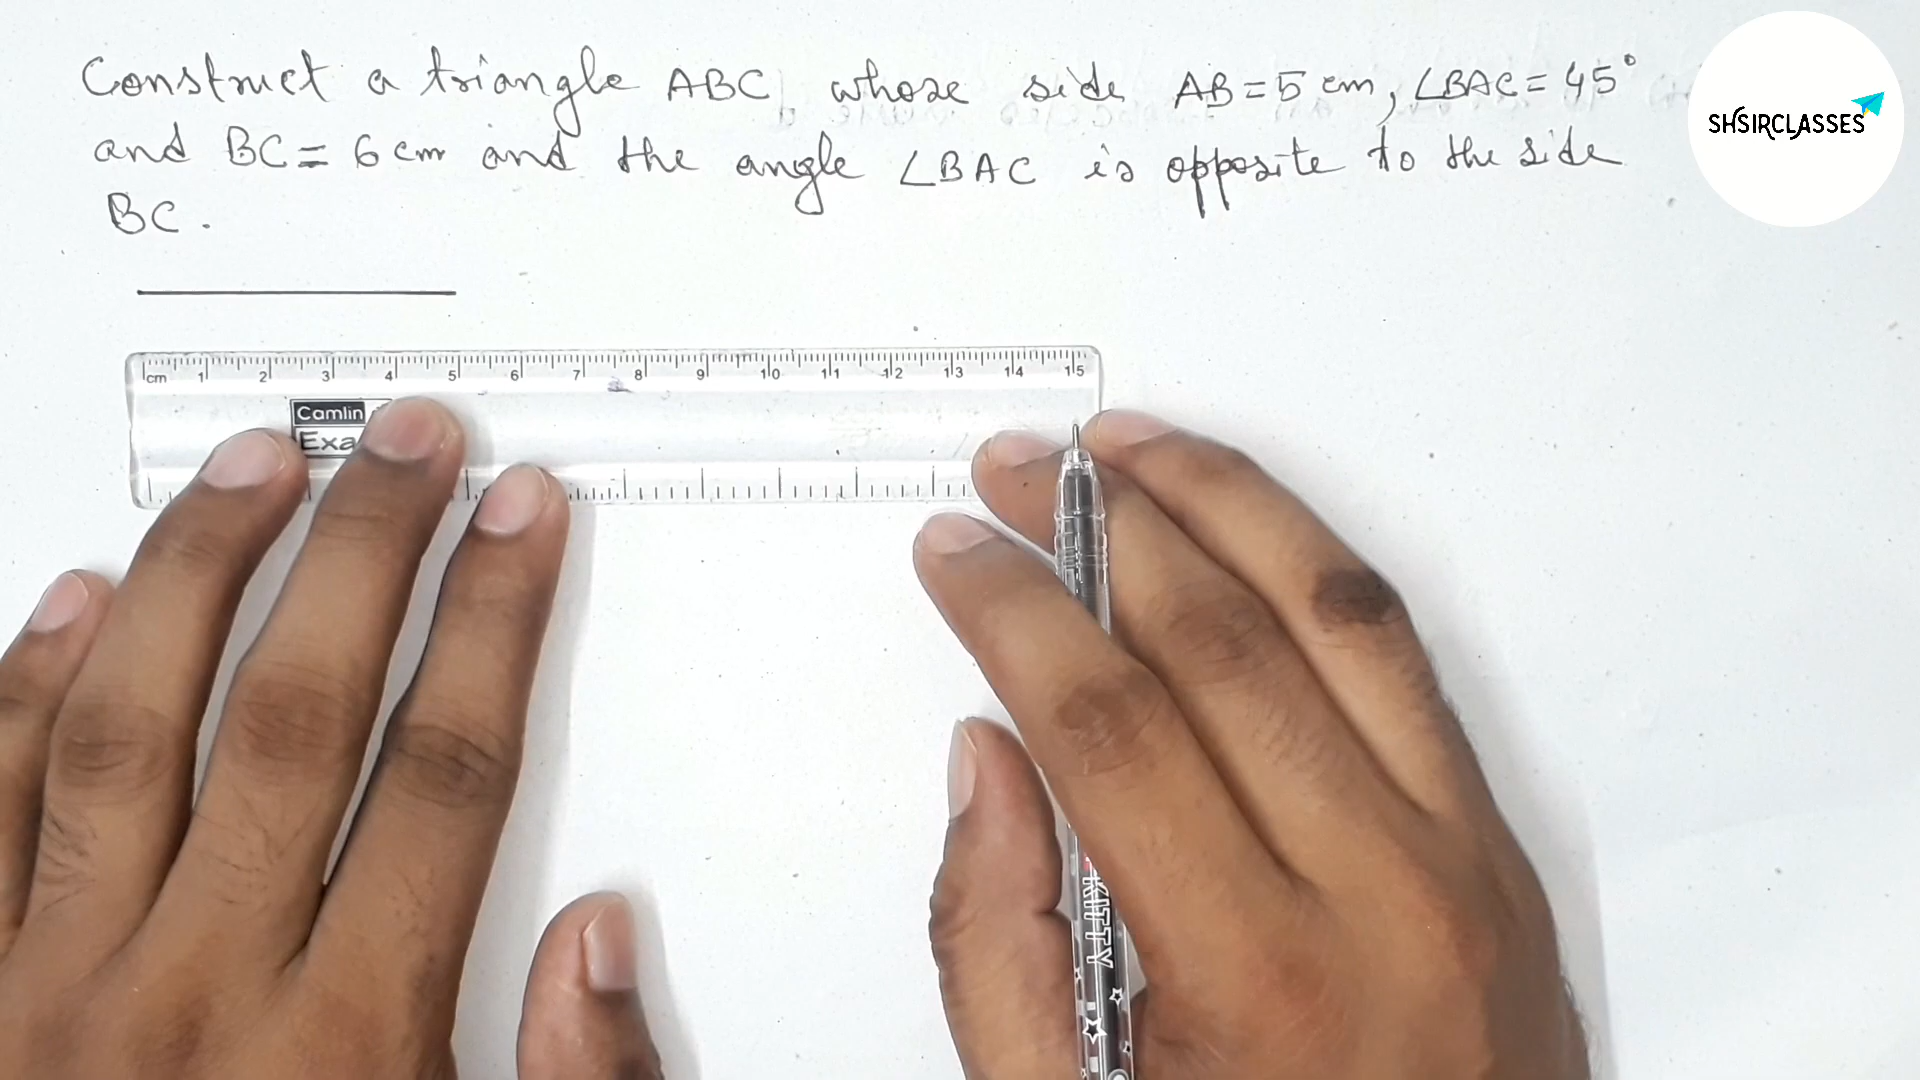 Construct a triangle ABC, whose side AB = 5 cm, ∠BAC = 45°
and BC = 6 cm and the angle ∠BAC is opposite to the side
BC.
SHSIRCLASSES
cm 1 2 3 4 5 6 7 8 9 10 11 12 13 14 15
Camlin
Exa
KITTY